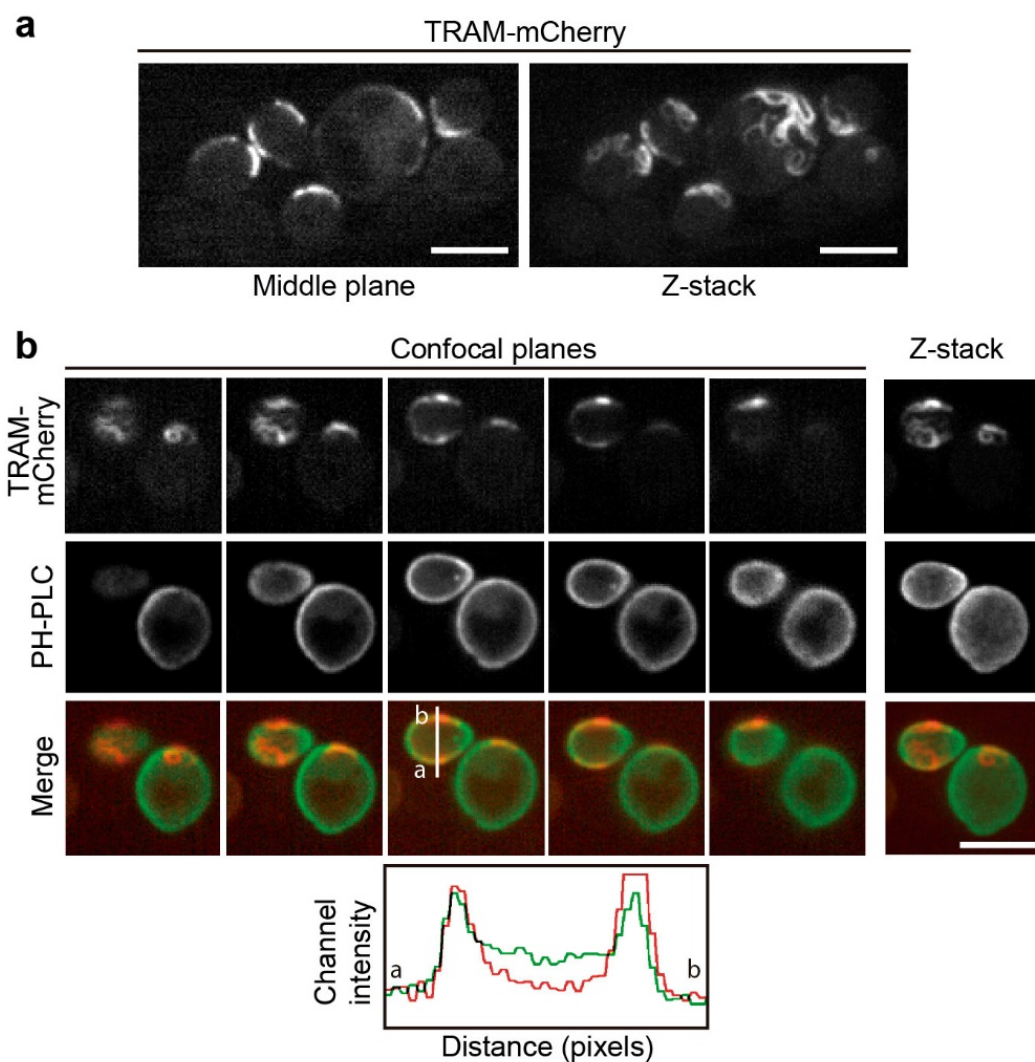 a
TRAM-mCherry
Middle plane
Z-stack
b
Confocal planes
Z-stack
TRAM-
mCherry
PH-PLC
Merge
b
a
Channel
intensity
a
b
Distance (pixels)